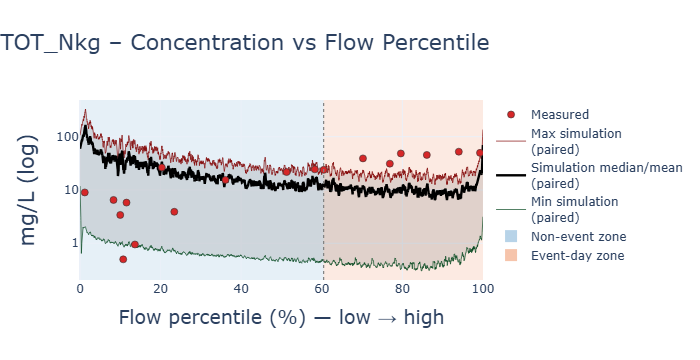 TOT_Nkg – Concentration vs Flow Percentile
mg/L (log)
100
10
1
0
20
40
60
80
100
Flow percentile (%) — low → high
Measured
Max simulation
(paired)
Simulation median/mean
(paired)
Min simulation
(paired)
Non-event zone
Event-day zone